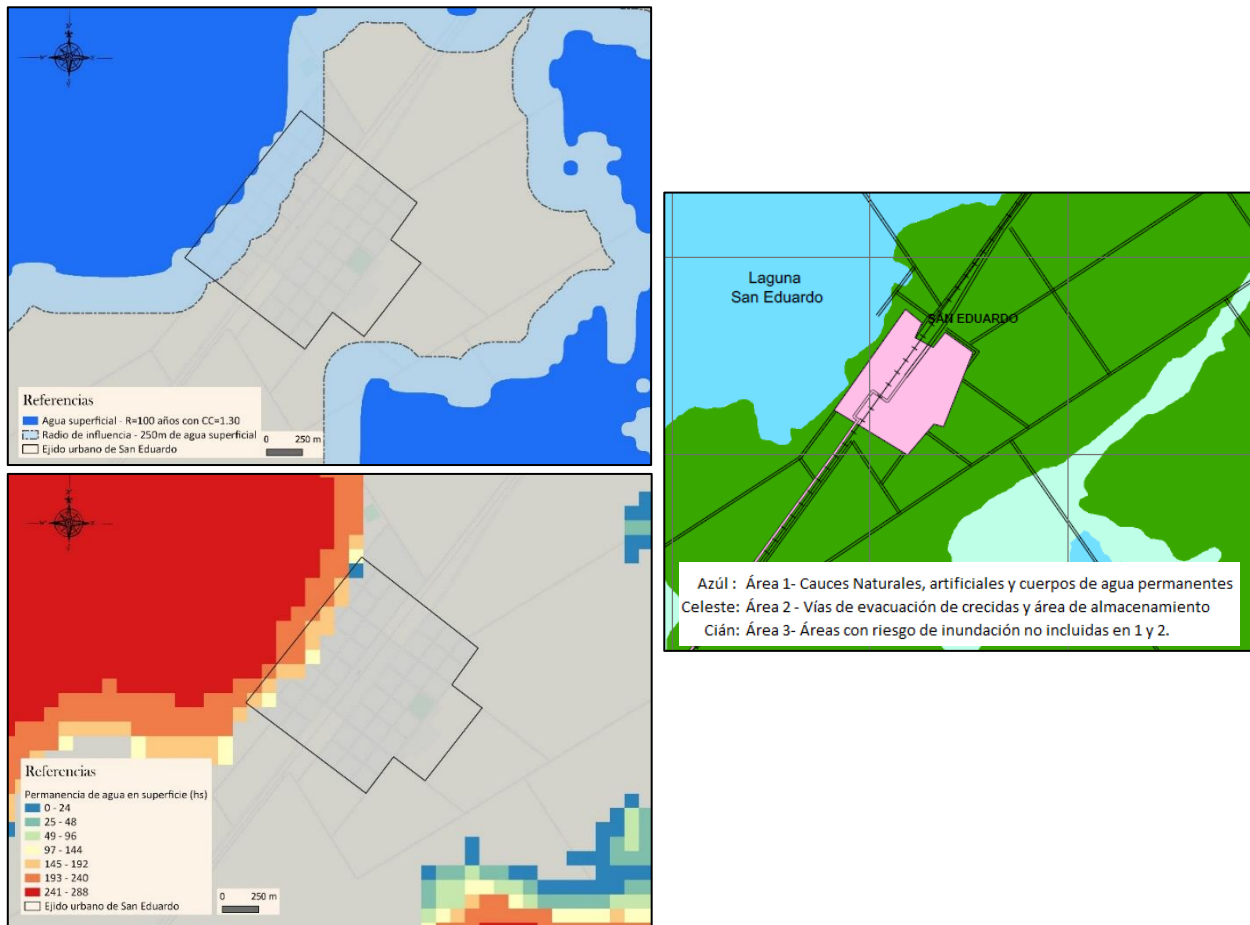 Referencias
Agua superficial - R=100 años con CC=1.30
Radio de influencia - 250m de agua superficial
Ejido urbano de San Eduardo
0 250 m
Referencias
Permanencia de agua en superficie (hs)
0 - 24
25 - 48
49 - 96
97 - 144
145 - 192
193 - 240
241 - 288
Ejido urbano de San Eduardo
0 250 m
Laguna
San Eduardo
SAN EDUARDO
Azúl : Área 1- Cauces Naturales, artificiales y cuerpos de agua permanentes
Celeste: Área 2 - Vías de evacuación de crecidas y área de almacenamiento
Cián: Área 3- Áreas con riesgo de inundación no incluidas en 1 y 2.